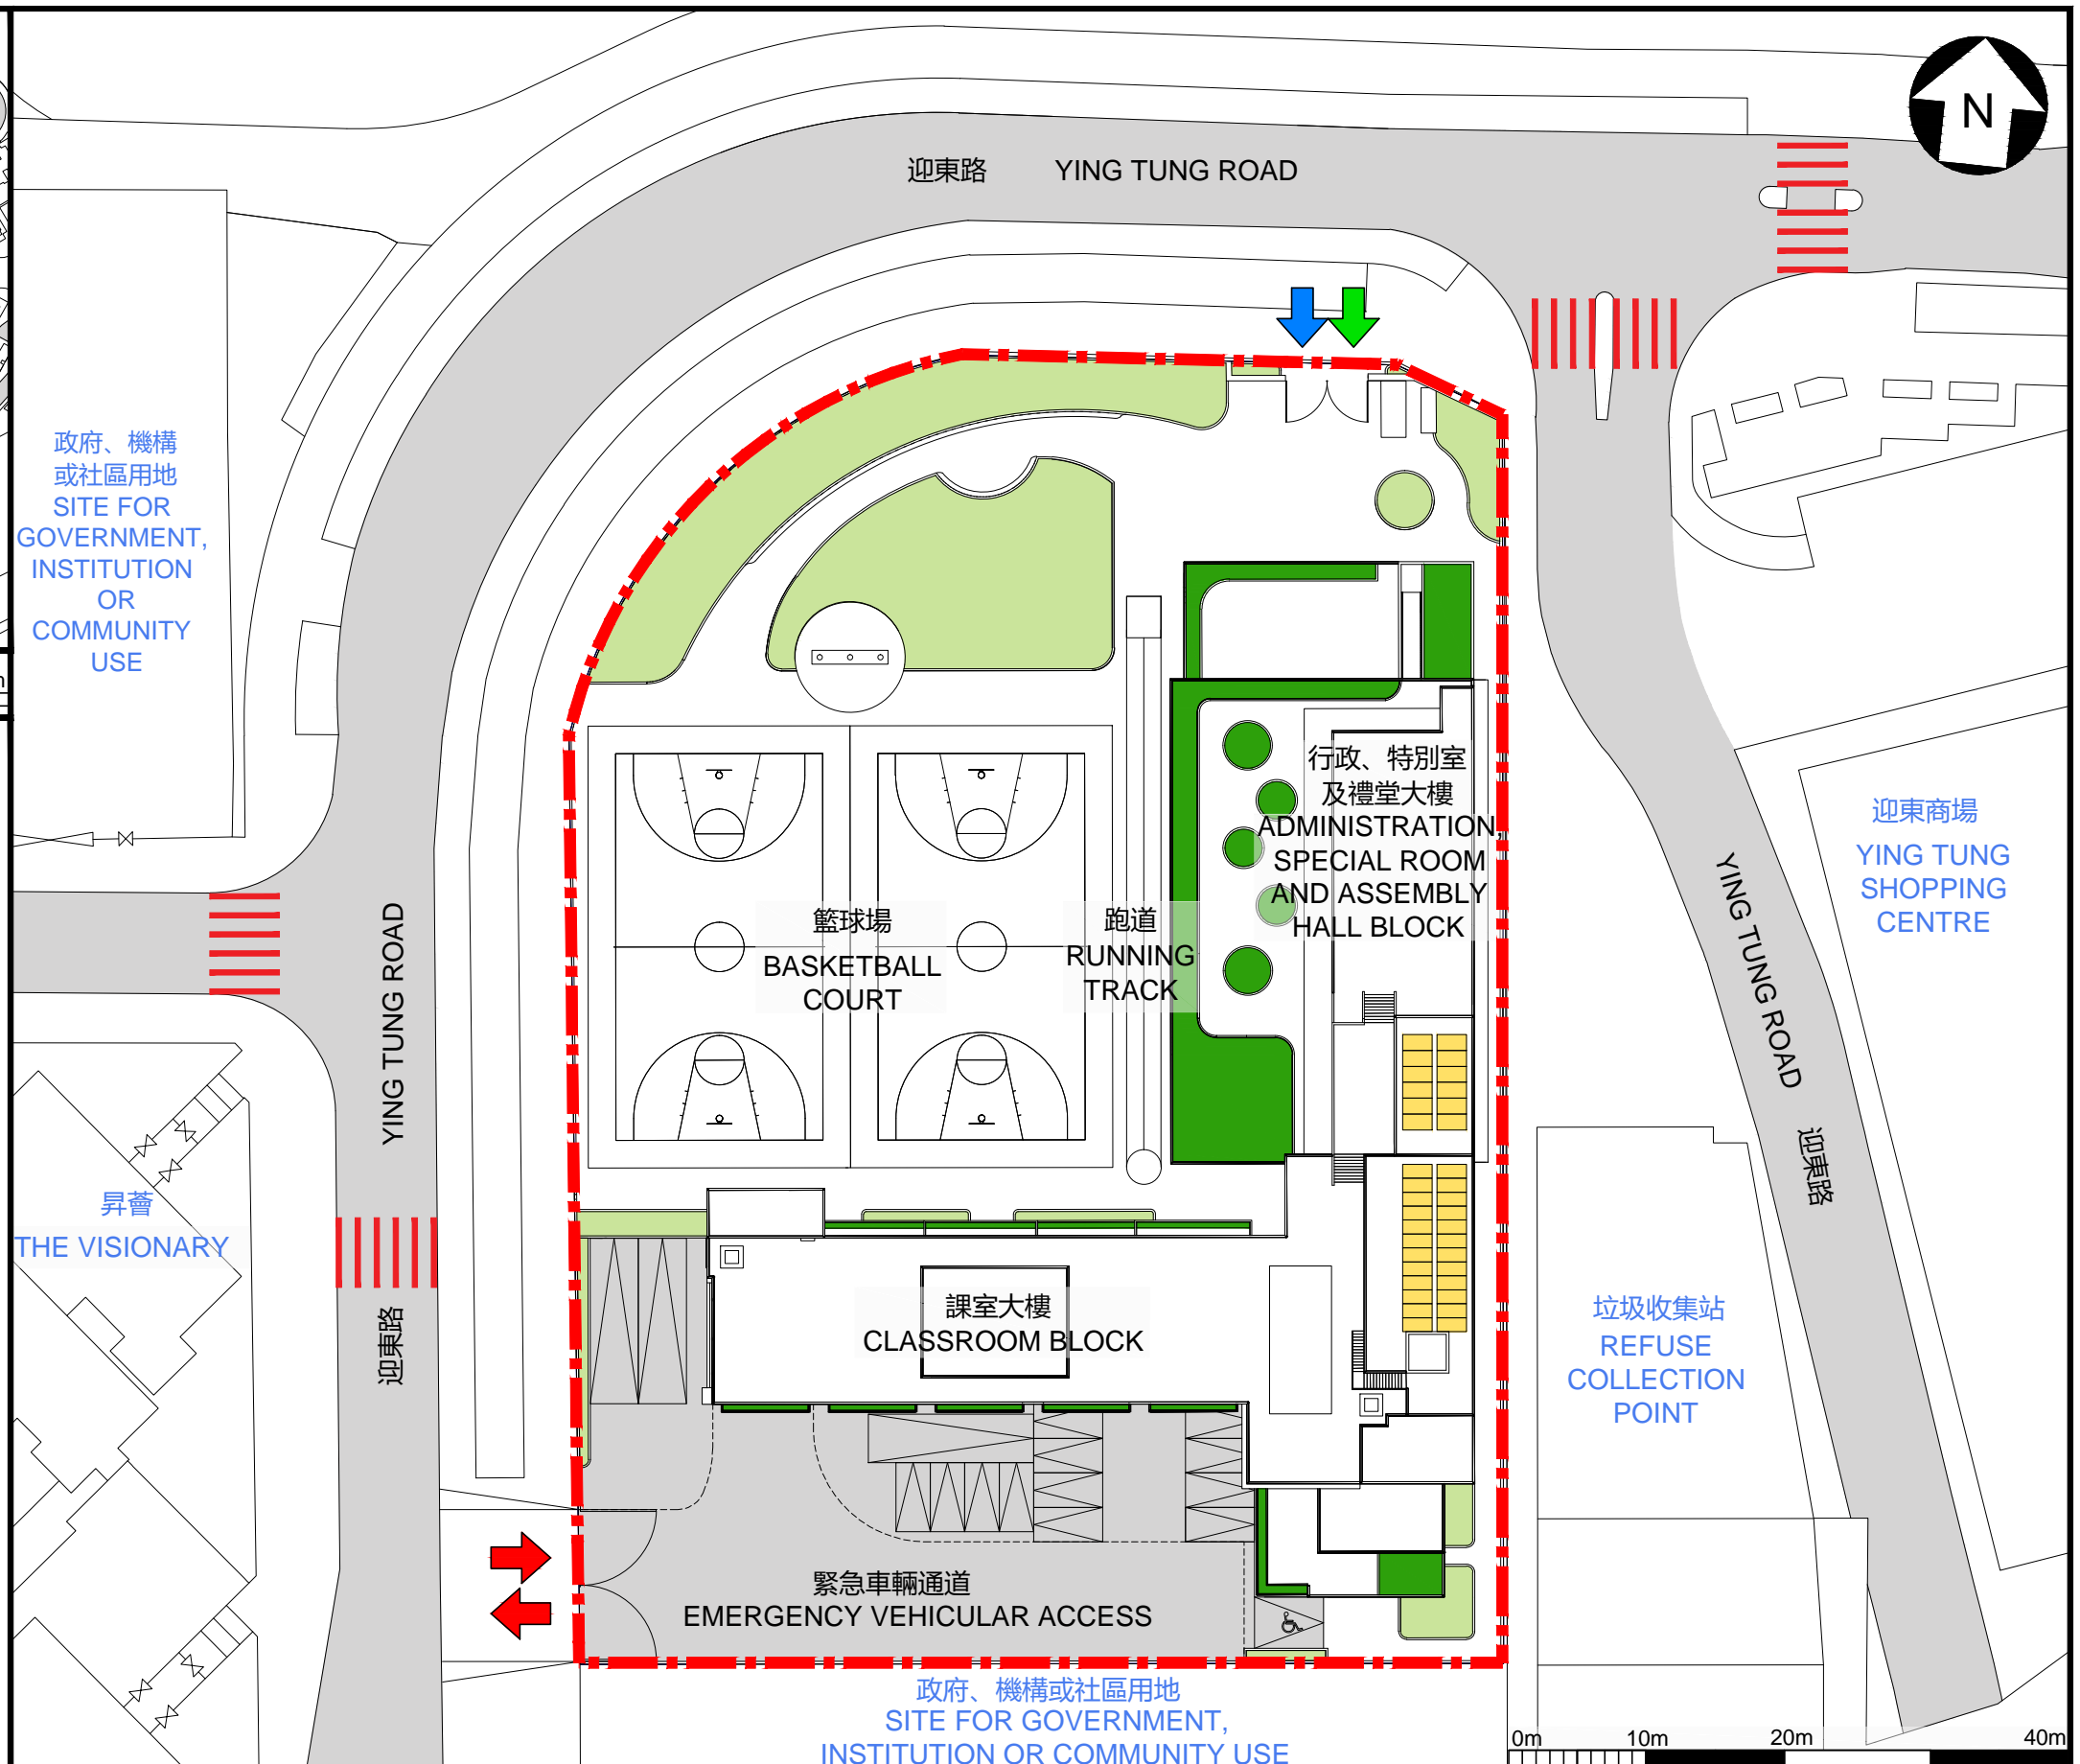 迎東路 YING TUNG ROAD
N
政府、機構
或社區用地
SITE FOR
GOVERNMENT,
INSTITUTION
OR
COMMUNITY
USE
行政、特別室
及禮堂大樓
ADMINISTRATION,
SPECIAL ROOM
AND ASSEMBLY
HALL BLOCK
迎東商場
YING TUNG
SHOPPING
CENTRE
籃球場
BASKETBALL
COURT
跑道
RUNNING
TRACK
YING TUNG ROAD
迎東路
YING TUNG ROAD
迎東路
昇薈
THE VISIONARY
課室大樓
CLASSROOM BLOCK
垃圾收集站
REFUSE
COLLECTION
POINT
緊急車輛通道
EMERGENCY VEHICULAR ACCESS
政府、機構或社區用地
SITE FOR GOVERNMENT,
INSTITUTION OR COMMUNITY USE
0m 10m 20m 40m